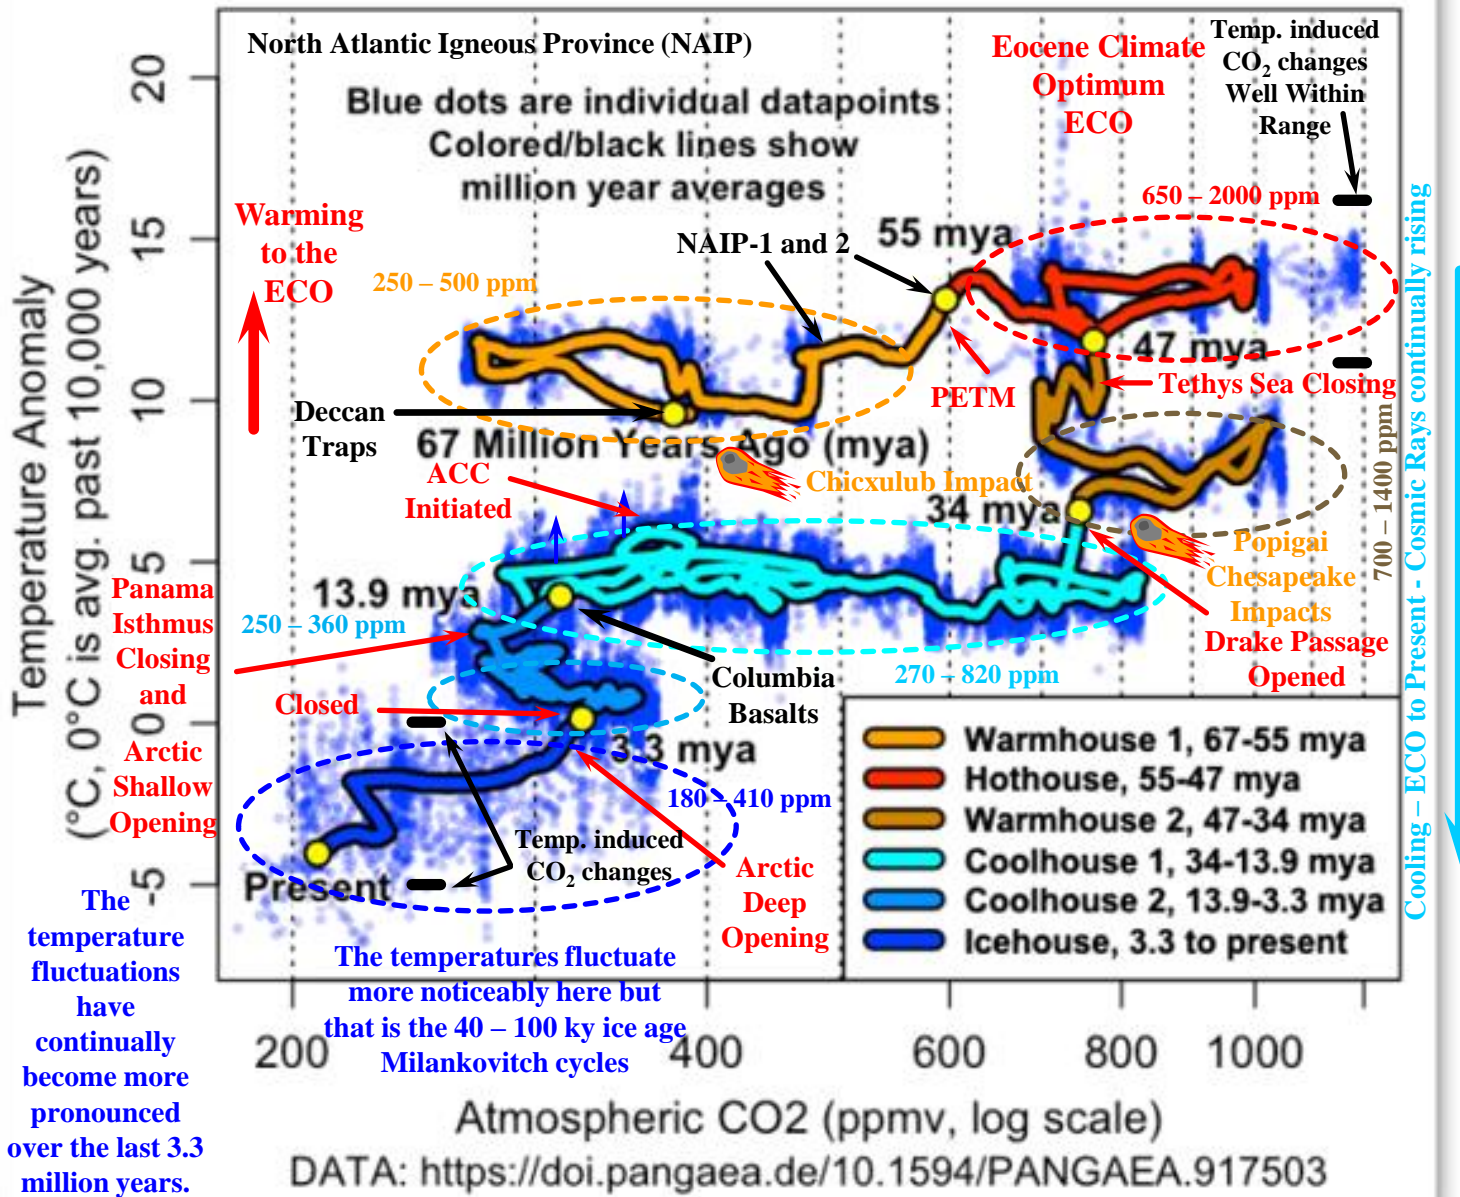 North Atlantic Igneous Province (NAIP)
Blue dots are individual datapoints
Colored/black lines show
million year averages
Eocene Climate
Optimum
ECO
Temp. induced
CO₂ changes
Well Within
Range
20
15
10
5
0
-5
Temperature Anomaly
(°C, 0°C is avg. past 10,000 years)
Warming
to the
ECO
250 – 500 ppm
NAIP-1 and 2
55 mya
650 – 2000 ppm
47 mya
PETM
Tethys Sea Closing
Deccan
Traps
67 Million Years Ago (mya)
Chicxulub Impact
ACC
Initiated
34 mya
700 – 1400 ppm
Popigai
Chesapeake
Impacts
Drake Passage
Opened
13.9 mya
250 – 360 ppm
Panama
Isthmus
Closing
and
Arctic
Shallow
Opening
Closed
Columbia
Basalts
270 – 820 ppm
3.3 mya
180 – 410 ppm
Temp. induced
CO₂ changes
Arctic
Deep
Opening
Present
Warmhouse 1, 67-55 mya
Hothouse, 55-47 mya
Warmhouse 2, 47-34 mya
Coolhouse 1, 34-13.9 mya
Coolhouse 2, 13.9-3.3 mya
Icehouse, 3.3 to present
Cooling – ECO to Present - Cosmic Rays continually rising
The
temperature
fluctuations
have
continually
become more
pronounced
over the last 3.3
million years.
The temperatures fluctuate
more noticeably here but
that is the 40 – 100 ky ice age
Milankovitch cycles
200
400
600
800
1000
Atmospheric CO2 (ppmv, log scale)
DATA: https://doi.pangaea.de/10.1594/PANGAEA.917503